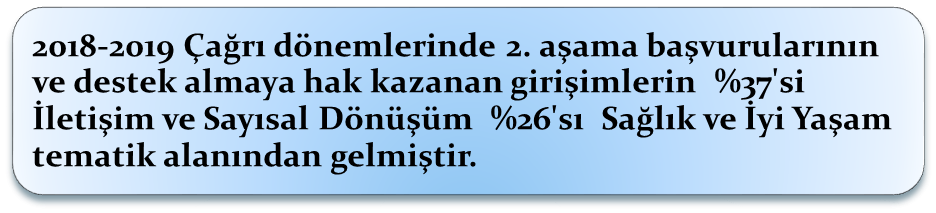 2018-2019 Çağrı dönemlerinde 2. aşama başvurularının
ve destek almaya hak kazanan girişimlerin %37'si
İletişim ve Sayısal Dönüşüm %26'sı Sağlık ve İyi Yaşam
tematik alanından gelmiştir.